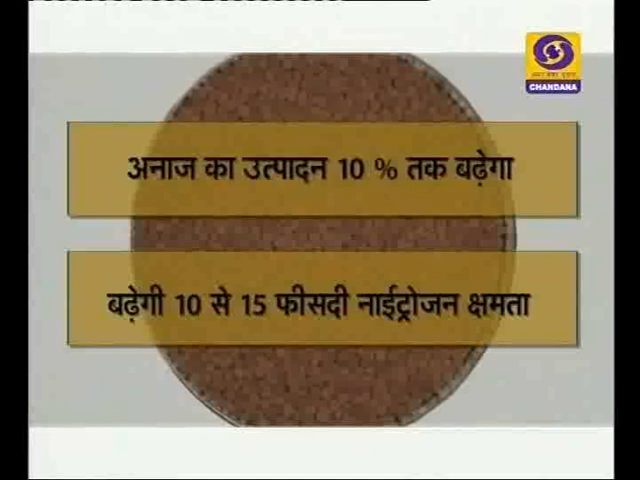 CHANDANA
अनाज का उत्पादन 10 % तक बढ़ेगा
बढ़ेगी 10 से 15 फीसदी नाईट्रोजन क्षमता